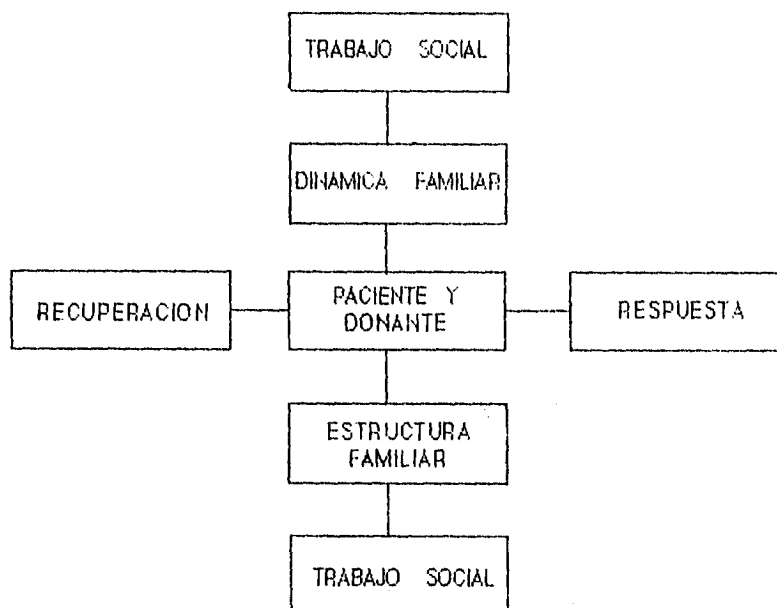 TRABAJO SOCIAL
DINAMICA FAMILIAR
RECUPERACION
PACIENTE Y
DONANTE
RESPUESTA
ESTRUCTURA
FAMILIAR
TRABAJO SOCIAL